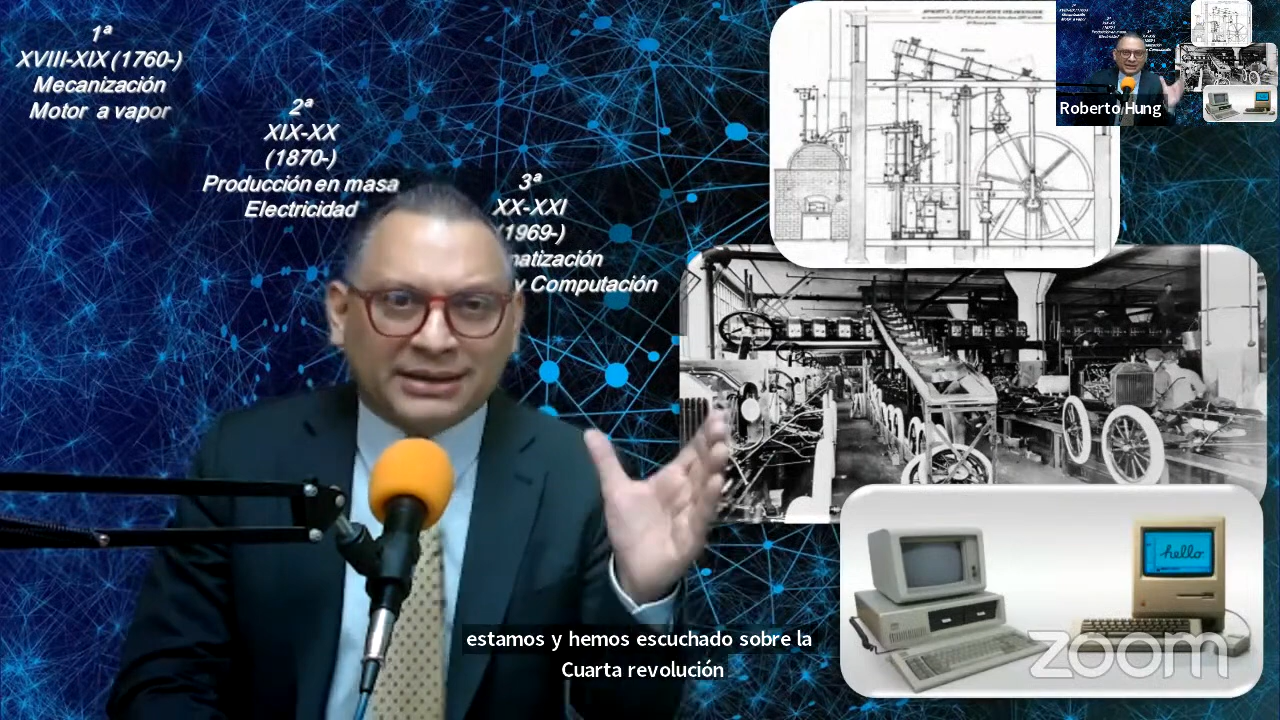 1ª
XVIII-XIX (1760-)
Mecanización
Motor a vapor
2ª
XIX-XX
(1870-)
Producción en masa
Electricidad
3ª
XX-XXI
(1969-)
matización
y Computación
Roberto Hung
hello
estamos y hemos escuchado sobre la
Cuarta revolución
zoom